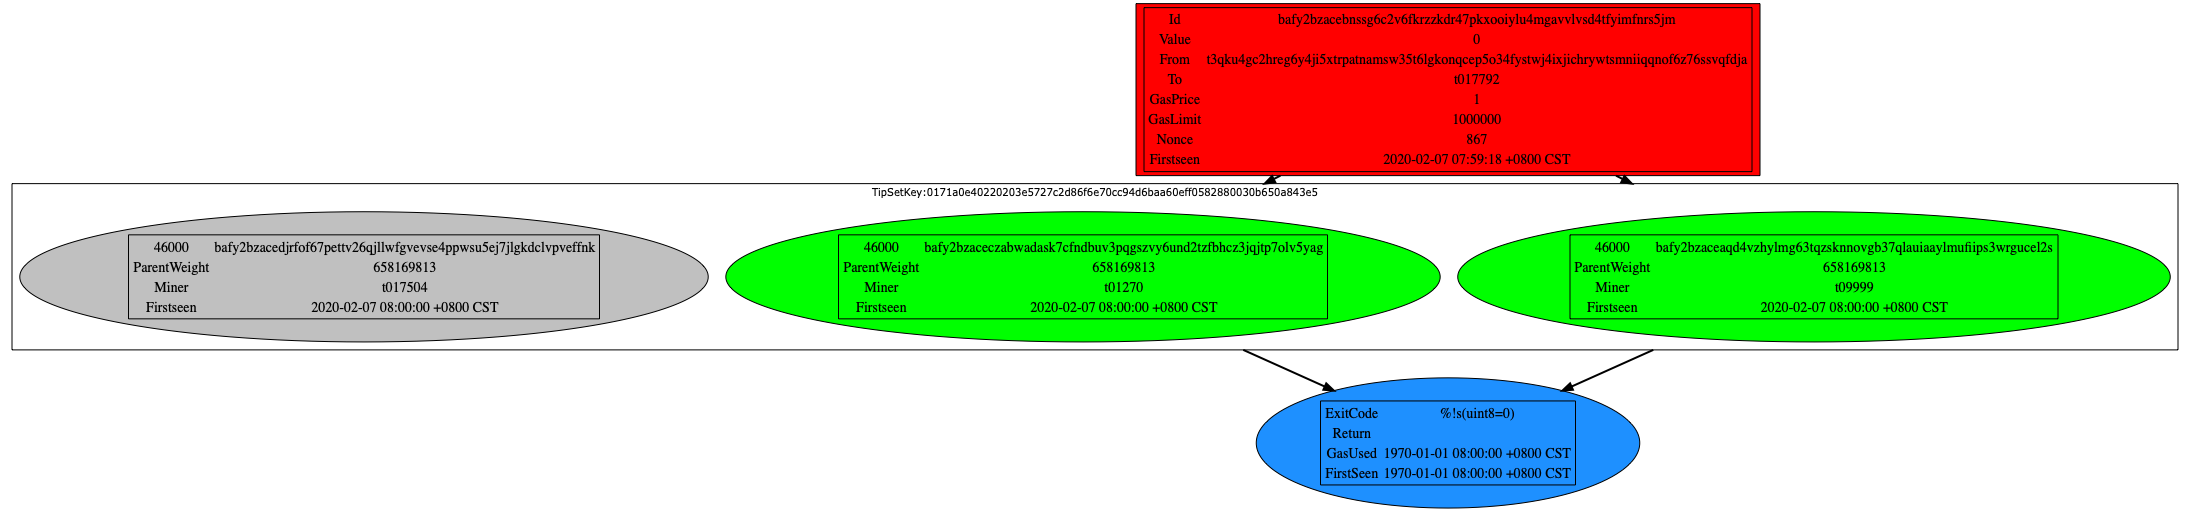 Id bafy2bzacebnssg6c2v6fkrzzkdr47pkxooiylu4mgavvlvsd4tfyimfnrs5jm
Value 0
From t3qku4gc2hreg6y4ji5xtrpatnamsw35t6lgkonqcep5o34fystwj4ixjichrywtsmniiqqnof6z76ssvqfdja
To t017792
GasPrice 1
GasLimit 1000000
Nonce 867
Firstseen 2020-02-07 07:59:18 +0800 CST
TipSetKey:0171a0e40220203e5727c2d86f6e70cc94d6baa60eff0582880030b650a843e5
46000 bafy2bzacedjrfof67pettv26qjllwfgvevse4ppwsu5ej7jlgkdclvpveffnk
ParentWeight 658169813
Miner t017504
Firstseen 2020-02-07 08:00:00 +0800 CST
46000 bafy2bzaceczabwadask7cfndbuv3pqgszvy6und2tzfbhcz3jqjtp7olv5yag
ParentWeight 658169813
Miner t01270
Firstseen 2020-02-07 08:00:00 +0800 CST
46000 bafy2bzaceaqd4vzhylmg63tqzsknnovgb37qlauiaaylmufiips3wrgucel2s
ParentWeight 658169813
Miner t09999
Firstseen 2020-02-07 08:00:00 +0800 CST
ExitCode %!s(uint8=0)
Return
GasUsed 1970-01-01 08:00:00 +0800 CST
FirstSeen 1970-01-01 08:00:00 +0800 CST